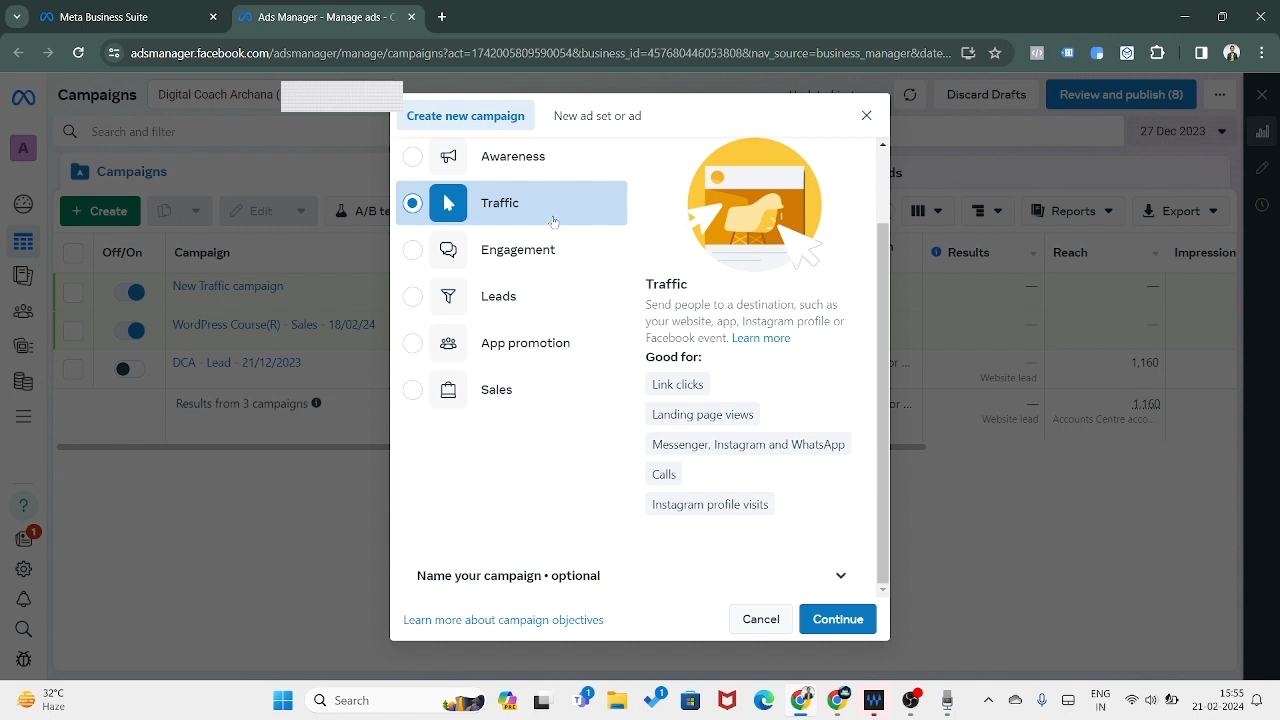 Meta Business Suite
Ads Manager - Manage ads - C
adsmanager.facebook.com/adsmanager/manage/campaigns?act=1742005809590054&business_id=457680446053808&nav_source=business_manager&date...
Campaigns
Digital Coach Archana (
Discard Drafts
Review and publish (8)
Create new campaign
New ad set or ad
Search and filter
27 Dec 2023
A
Campaigns
ds
Create
Edit
A/B te
Reports
Export
Off/On
Campaign
Results
Reach
Impression
New Traffic campaign
—
—
WordPress Course(R) - Sales - 18/02/24
—
—
DCA - Lead - 21/12/2023
or ...
—
Website lead
1,160
Results from 3 campaigns
or ...
—
Website lead
1,160
Accounts Centre acco...
Awareness
Traffic
Engagement
Leads
App promotion
Sales
Traffic
Send people to a destination, such as
your website, app, Instagram profile or
Facebook event. Learn more
Good for:
Link clicks
Landing page views
Messenger, Instagram and WhatsApp
Calls
Instagram profile visits
Name your campaign • optional
Learn more about campaign objectives
Cancel
Continue
?
1
32°C
Haze
Search
PRE
1
1
ENG
IN
15:55
21-02-2024